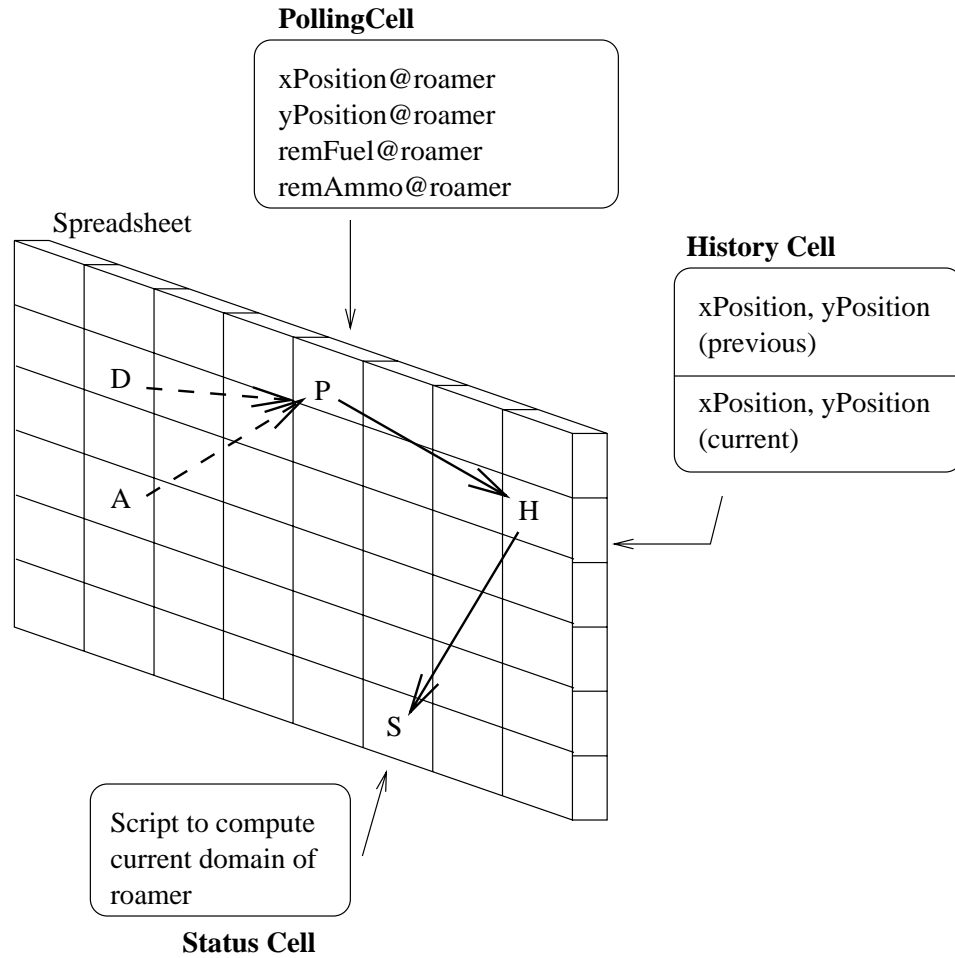 PollingCell
xPosition@roamer
yPosition@roamer
remFuel@roamer
remAmmo@roamer
Spreadsheet
History Cell
xPosition, yPosition
(previous)
xPosition, yPosition
(current)
D
P
A
H
S
Script to compute
current domain of
roamer
Status Cell